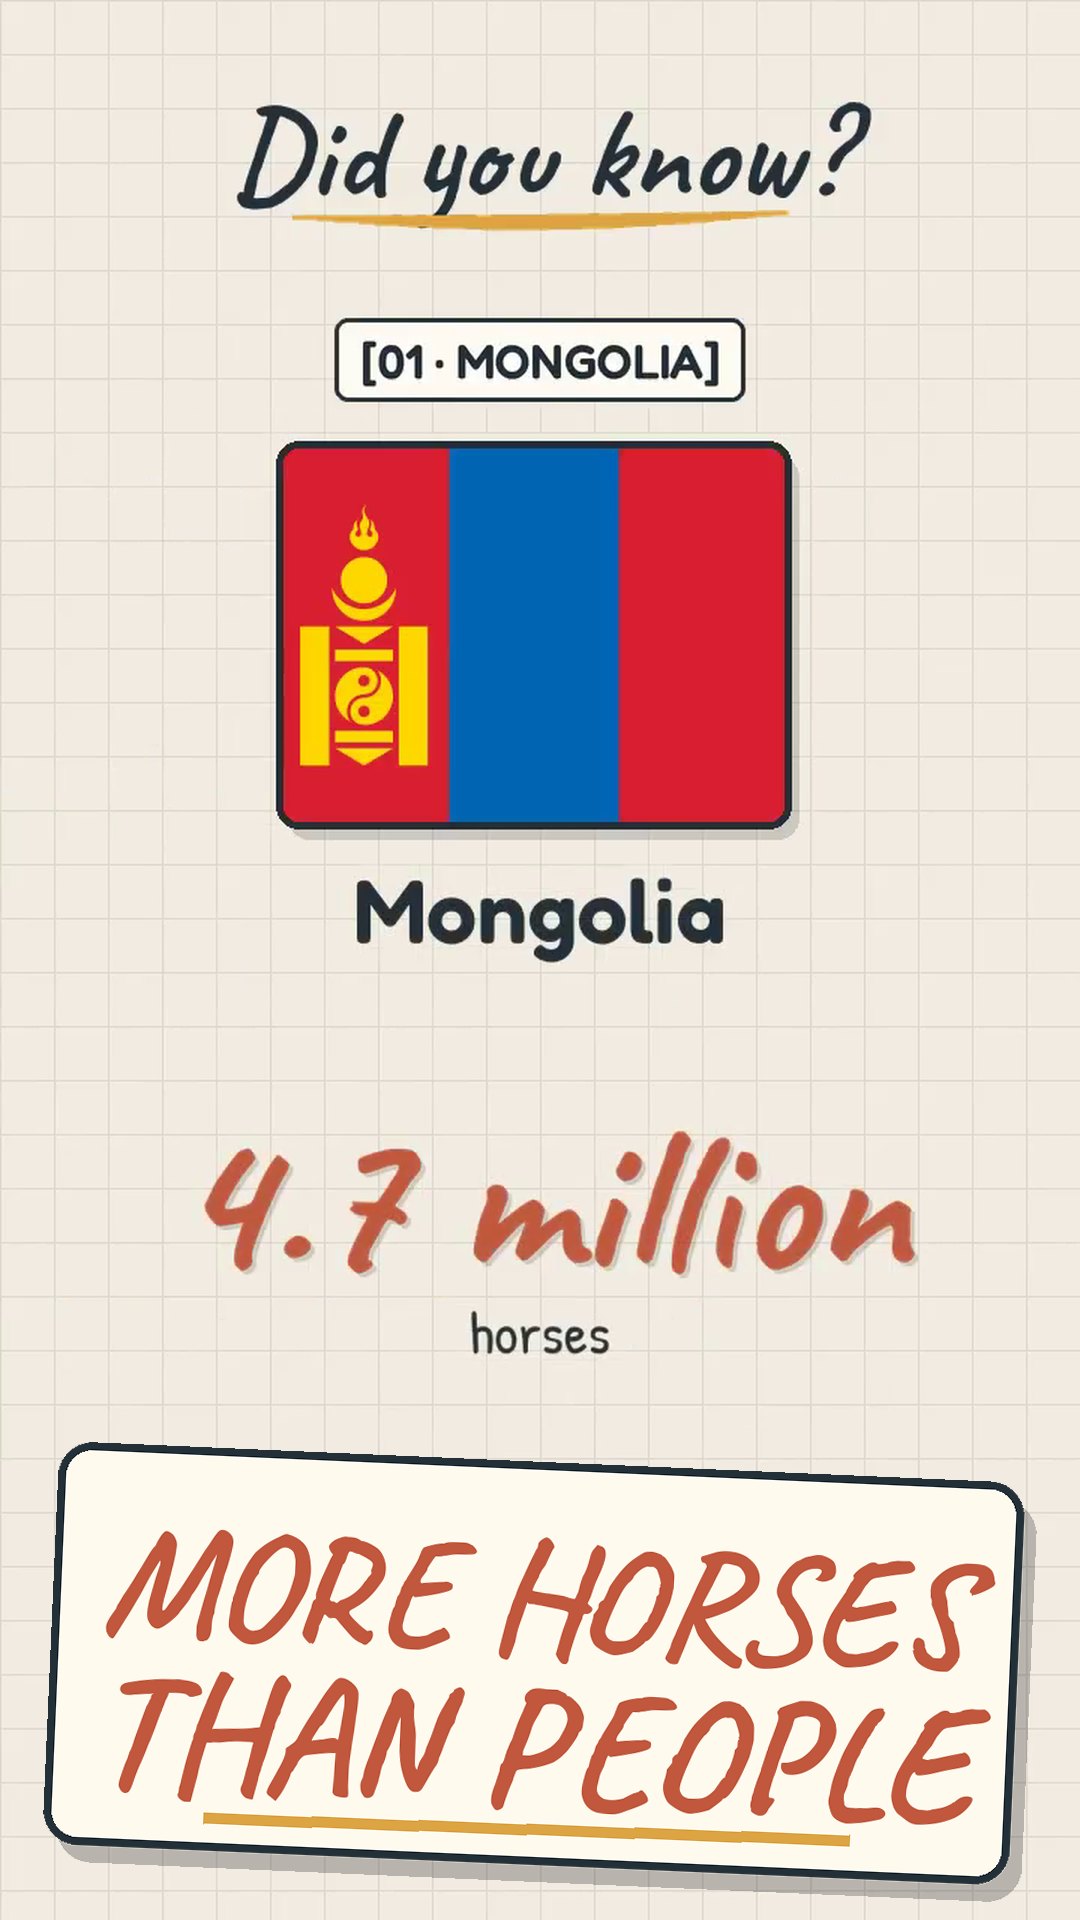 Did you know?
[01 · MONGOLIA]
Mongolia
4.7 million
horses
MORE HORSES
THAN PEOPLE